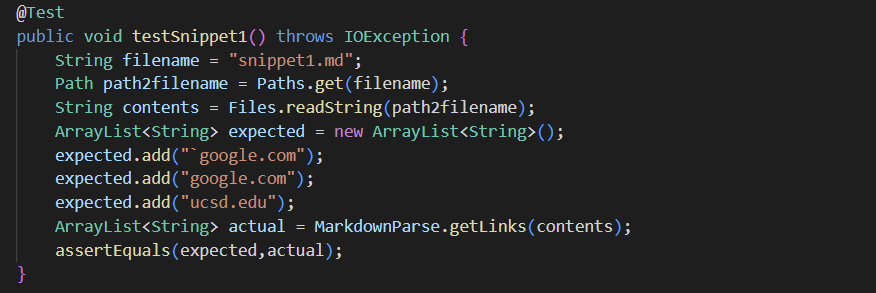 @Test
public void testSnippet1() throws IOException {
    String filename = "snippet1.md";
    Path path2filename = Paths.get(filename);
    String contents = Files.readString(path2filename);
    ArrayList<String> expected = new ArrayList<String>();
    expected.add("`google.com");
    expected.add("google.com");
    expected.add("ucsd.edu");
    ArrayList<String> actual = MarkdownParse.getLinks(contents);
    assertEquals(expected,actual);
}